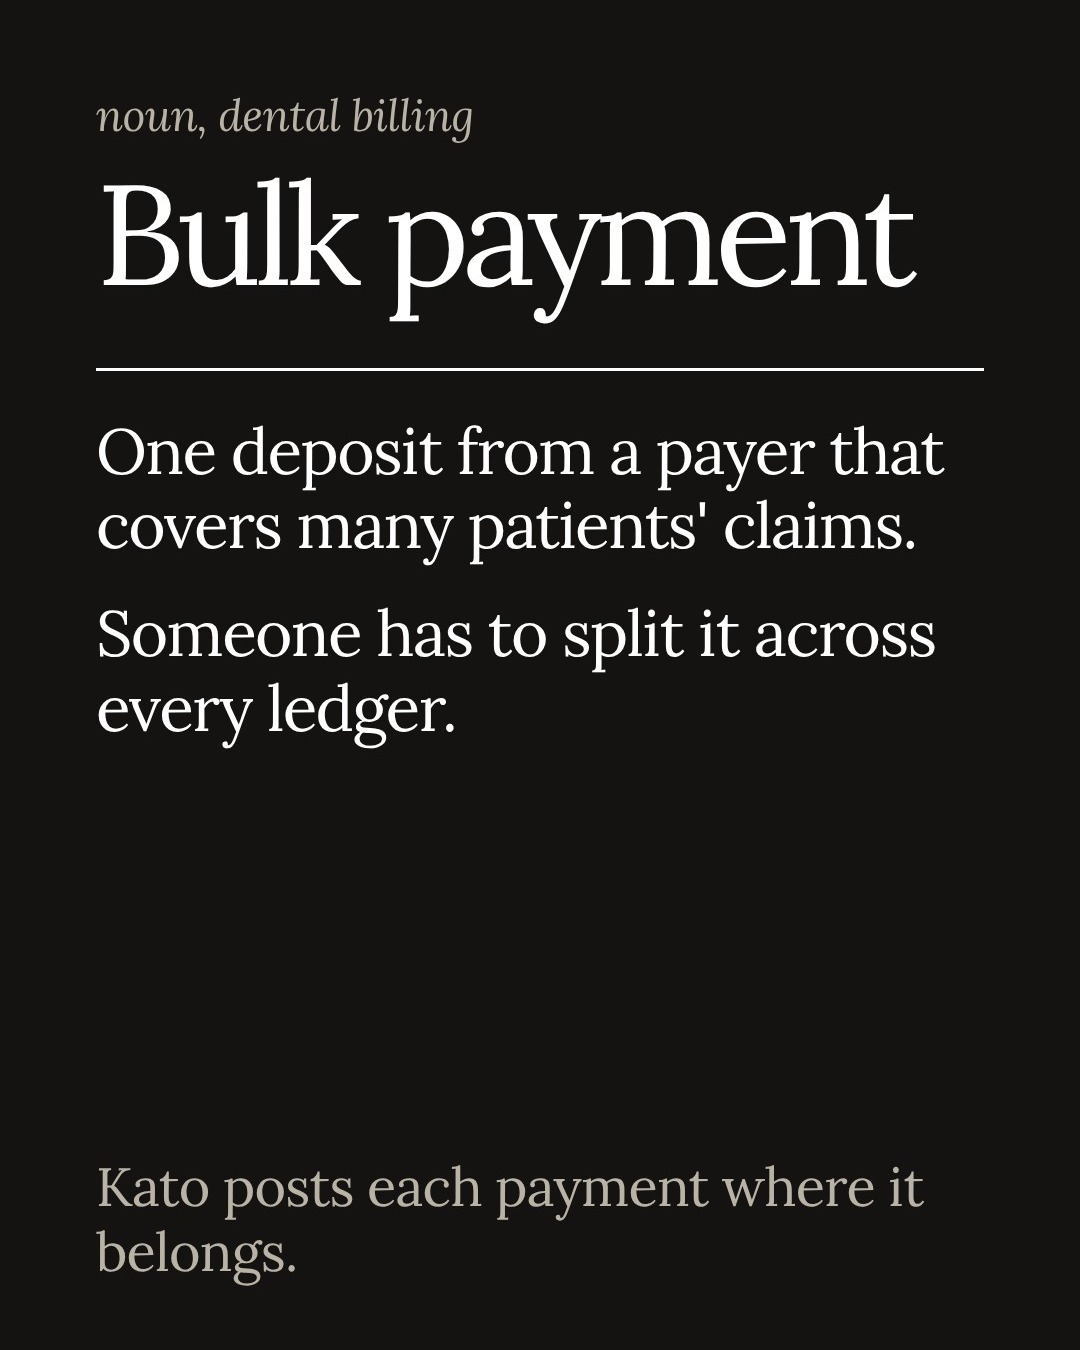 noun, dental billing
Bulk payment
One deposit from a payer that
covers many patients' claims.
Someone has to split it across
every ledger.
Kato posts each payment where it
belongs.